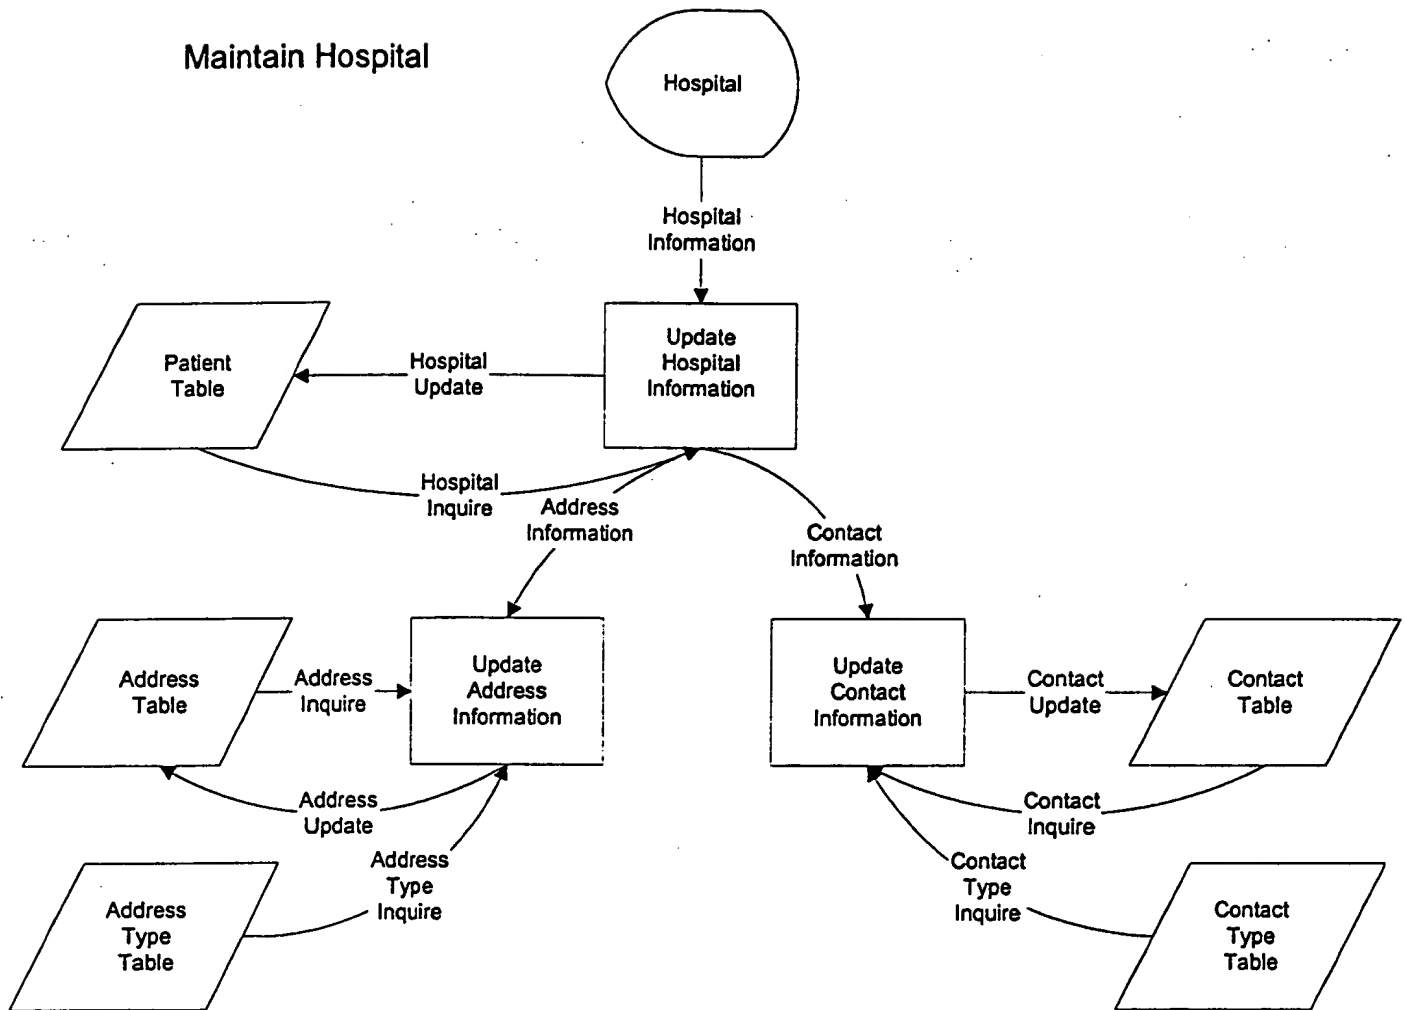 Maintain Hospital
Hospital
Hospital
Information
Patient
Table
Hospital
Update
Update
Hospital
Information
Hospital
Inquire
Address
Information
Contact
Information
Address
Table
Address
Inquire
Update
Address
Information
Update
Contact
Information
Contact
Update
Contact
Table
Address
Update
Contact
Inquire
Address
Type
Inquire
Contact
Type
Inquire
Address
Type
Table
Contact
Type
Table